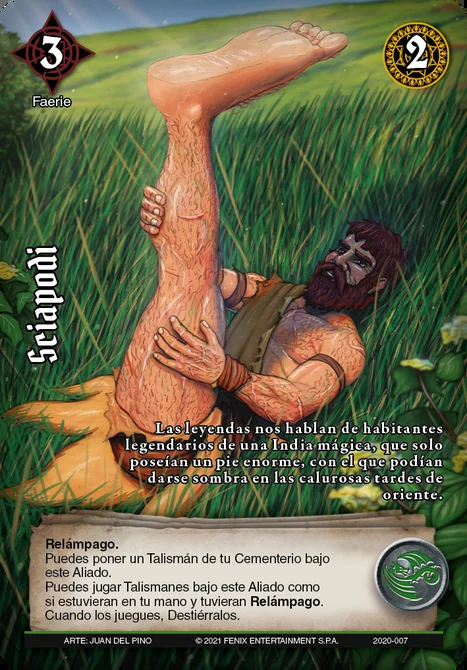 3
2
Faerie
Sciapodi
Las leyendas nos hablan de habitantes
legendarios de una India mágica, que solo
poseían un pie enorme, con el que podían
darse sombra en las calurosas tardes de
oriente.
Relámpago.
Puedes poner un Talismán de tu Cementerio bajo
este Aliado.
Puedes jugar Talismanes bajo este Aliado como
si estuvieran en tu mano y tuvieran Relámpago.
Cuando los juegues, Destiérralos.
ARTE: JUAN DEL PINO © 2021 FENIX ENTERTAINMENT S.P.A. 2020-007